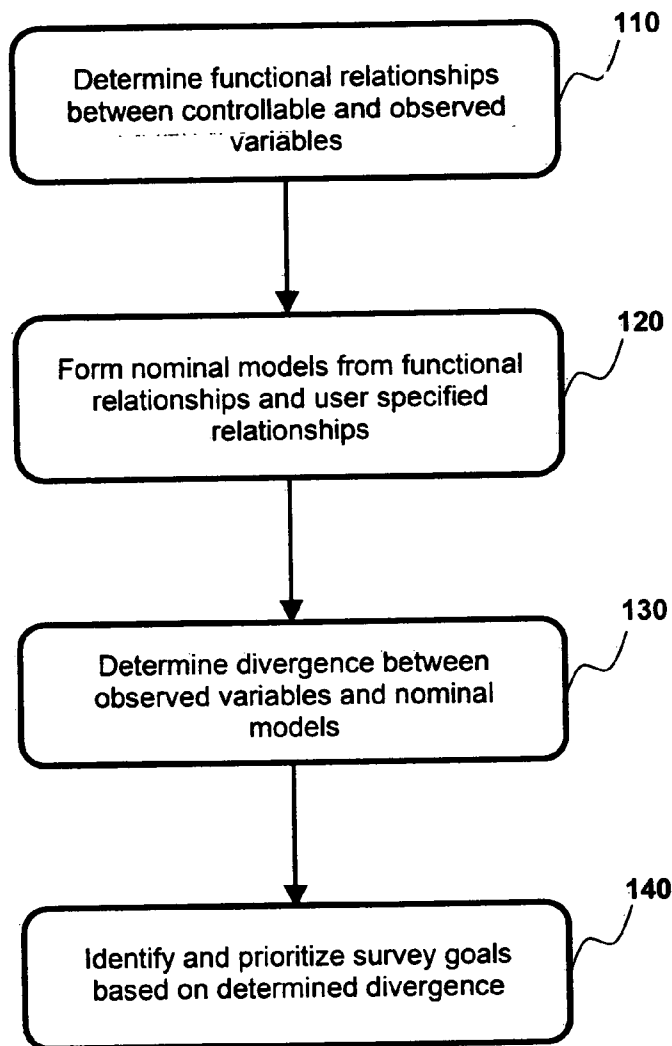 110
Determine functional relationships
between controllable and observed
variables
120
Form nominal models from functional
relationships and user specified
relationships
130
Determine divergence between
observed variables and nominal
models
140
Identify and prioritize survey goals
based on determined divergence